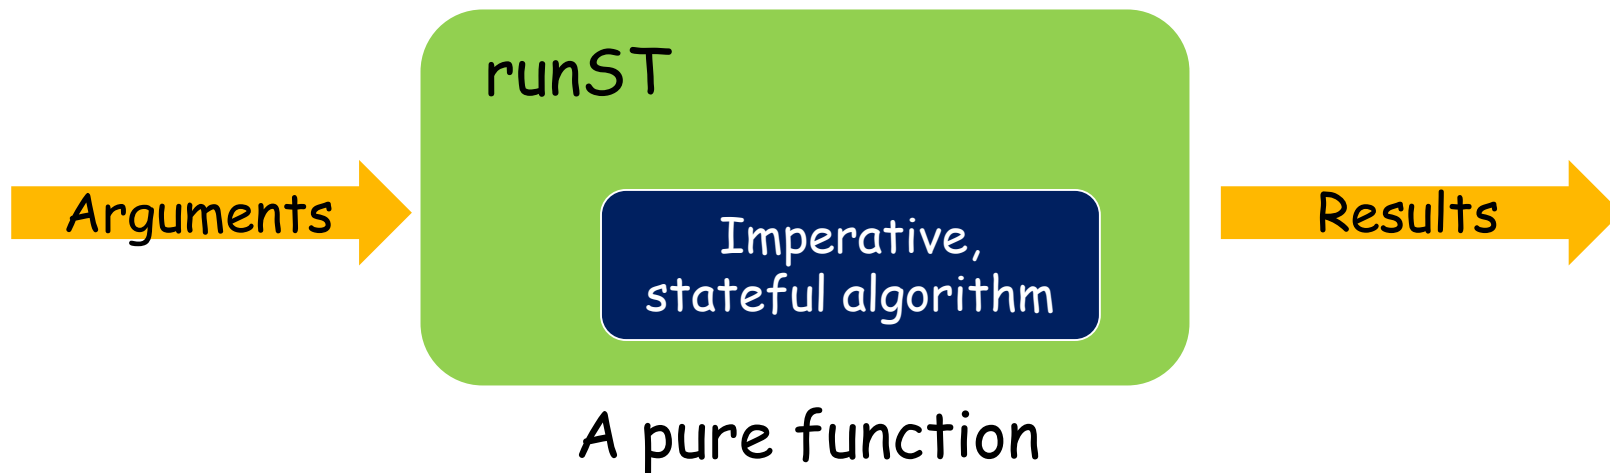 runST
Arguments
Imperative,
stateful algorithm
Results
A pure function